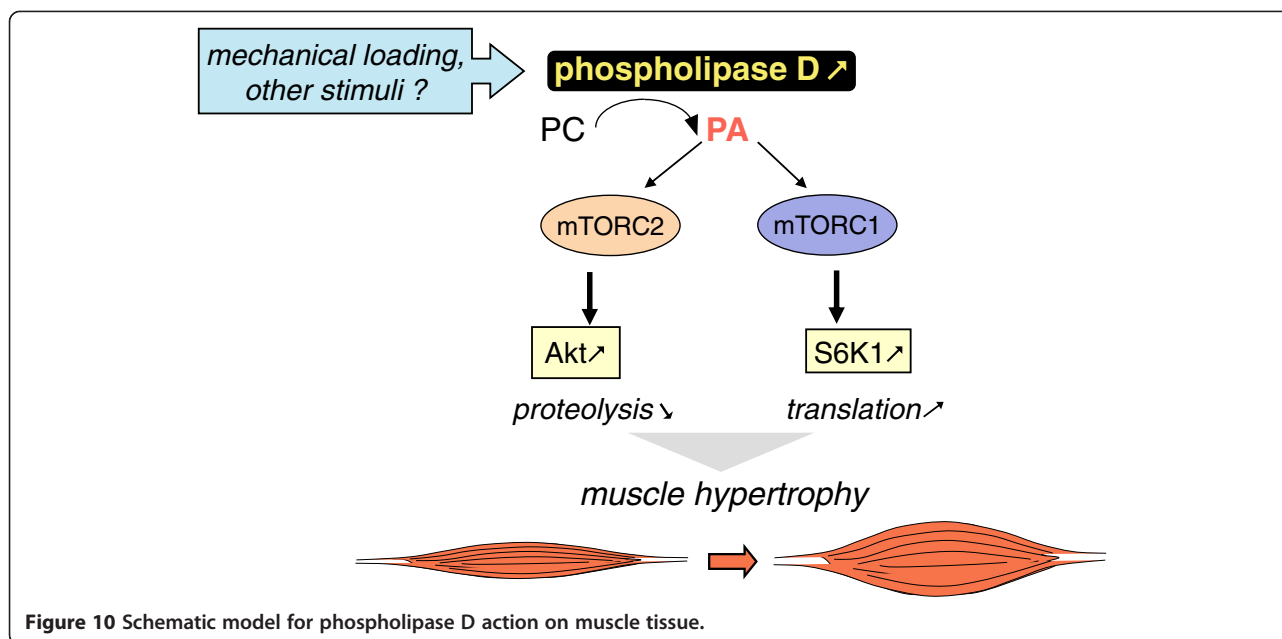 mechanical loading,
other stimuli ?
phospholipase D ↗
PC
PA
mTORC2
mTORC1
Akt↗
S6K1↗
proteolysis↘
translation↗
muscle hypertrophy
Figure 10 Schematic model for phospholipase D action on muscle tissue.